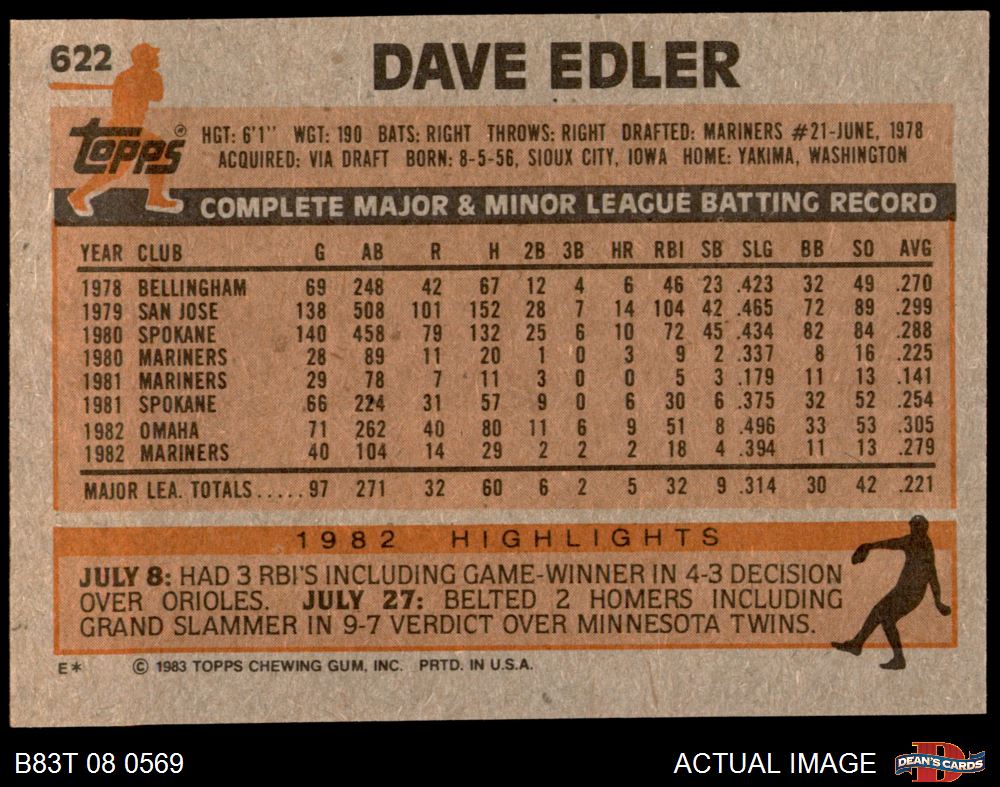 622
DAVE EDLER
topps®
HGT: 6'1" WGT: 190 BATS: RIGHT THROWS: RIGHT DRAFTED: MARINERS #21-JUNE, 1978
ACQUIRED: VIA DRAFT BORN: 8-5-56, SIOUX CITY, IOWA HOME: YAKIMA, WASHINGTON
COMPLETE MAJOR & MINOR LEAGUE BATTING RECORD
YEAR CLUB G AB R H 2B 3B HR RBI SB SLG BB SO AVG
1978 BELLINGHAM 69 248 42 67 12 4 6 46 23 .423 32 49 .270
1979 SAN JOSE 138 508 101 152 28 7 14 104 42 .465 72 89 .299
1980 SPOKANE 140 458 79 132 25 6 10 72 45 .434 82 84 .288
1980 MARINERS 28 89 11 20 1 0 3 9 2 .337 8 16 .225
1981 MARINERS 29 78 7 11 3 0 0 5 3 .179 11 13 .141
1981 SPOKANE 66 224 31 57 9 0 6 30 6 .375 32 52 .254
1982 OMAHA 71 262 40 80 11 6 9 51 8 .496 33 53 .305
1982 MARINERS 40 104 14 29 2 2 2 18 4 .394 11 13 .279
MAJOR LEA. TOTALS.....97 271 32 60 6 2 5 32 9 .314 30 42 .221
1982 HIGHLIGHTS
JULY 8: HAD 3 RBI'S INCLUDING GAME-WINNER IN 4-3 DECISION
OVER ORIOLES. JULY 27: BELTED 2 HOMERS INCLUDING
GRAND SLAMMER IN 9-7 VERDICT OVER MINNESOTA TWINS.
E* © 1983 TOPPS CHEWING GUM, INC. PRTD. IN U.S.A.
B83T 08 0569 ACTUAL IMAGE D DEAN'S CARDS